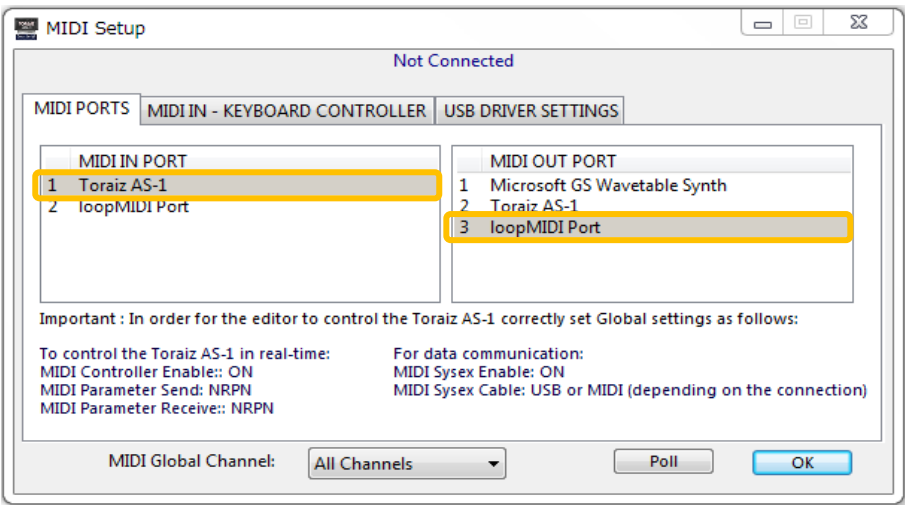 MIDI Setup
Not Connected
MIDI PORTS MIDI IN - KEYBOARD CONTROLLER USB DRIVER SETTINGS
MIDI IN PORT
1 Toraiz AS-1
2 loopMIDI Port
MIDI OUT PORT
1 Microsoft GS Wavetable Synth
2 Toraiz AS-1
3 loopMIDI Port
Important : In order for the editor to control the Toraiz AS-1 correctly set Global settings as follows:
To control the Toraiz AS-1 in real-time:
MIDI Controller Enable:: ON
MIDI Parameter Send: NRPN
MIDI Parameter Receive:: NRPN
For data communication:
MIDI Sysex Enable: ON
MIDI Sysex Cable: USB or MIDI (depending on the connection)
MIDI Global Channel: All Channels Poll OK